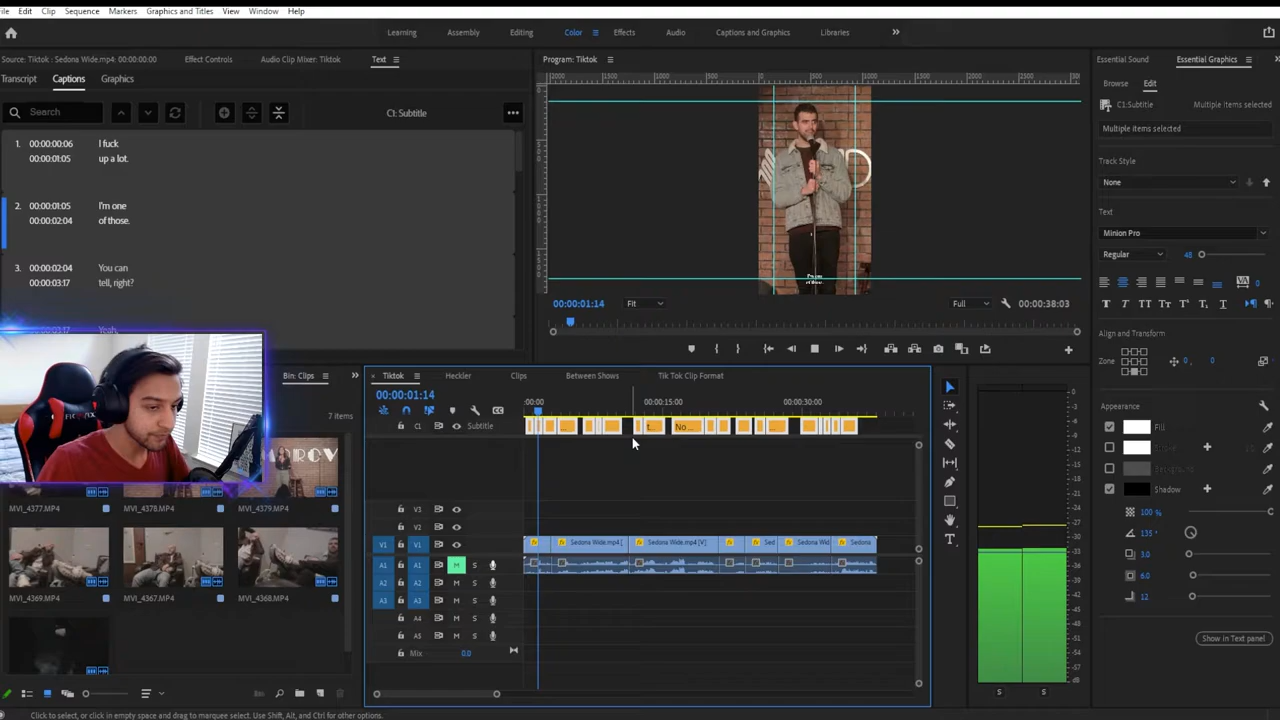 File Edit Clip Sequence Markers Graphics and Titles View Window Help
Learning Assembly Editing Color Effects Audio Captions and Graphics Libraries
Source: Tiktok : Sedona Wide.mp4: 00:00:00:00 Effect Controls Audio Clip Mixer: Tiktok Text
Transcript Captions Graphics
Search C1: Subtitle
1. 00:00:00:06 I fuck
00:00:01:05 up a lot.
2. 00:00:01:05 I'm one
00:00:02:04 of those.
3. 00:00:02:04 You can
00:00:03:17 tell, right?
00:00:03:17 Yeah,
Program: Tiktok
I'm one
of those.
00:00:01:14 Fit Full 00:00:38:03
Essential Sound Essential Graphics
Browse Edit
C1:Subtitle Multiple items selected
Multiple items selected
Track Style
None
Text
Minion Pro
Regular 48
Align and Transform
Zone
Appearance
Fill
Background
Shadow
100 %
135 °
3.0
6.0
12
Show in Text panel
Bin: Clips
7 items
MVI_4377.MP4 MVI_4378.MP4 MVI_4379.MP4
MVI_4369.MP4 MVI_4367.MP4 MVI_4368.MP4
Tiktok Heckler Clips Between Shows Tik Tok Clip Format
00:00:01:14
:00:00 00:00:15:00 00:00:30:00
C1 Subtitle ... t... No... ...
V3
V2
V1 V1 Sedona Wide.mp4 [ Sedona Wide.mp4 [V] Sed Sedona Wid Sedona
A1 A1 M S
A2 A2 M S
A3 A3 M S
A4 M S
A5 M S
Mix 0.0
S S
Click to select, or click in empty space and drag to marquee select. Use Shift, Alt, and Ctrl for other options.